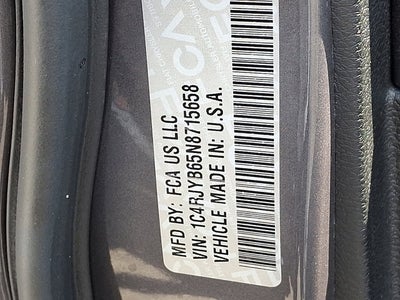 MFD BY: FCA US LLC
VIN: 1C4RJYB65N8715658
VEHICLE MADE IN: U.S.A.